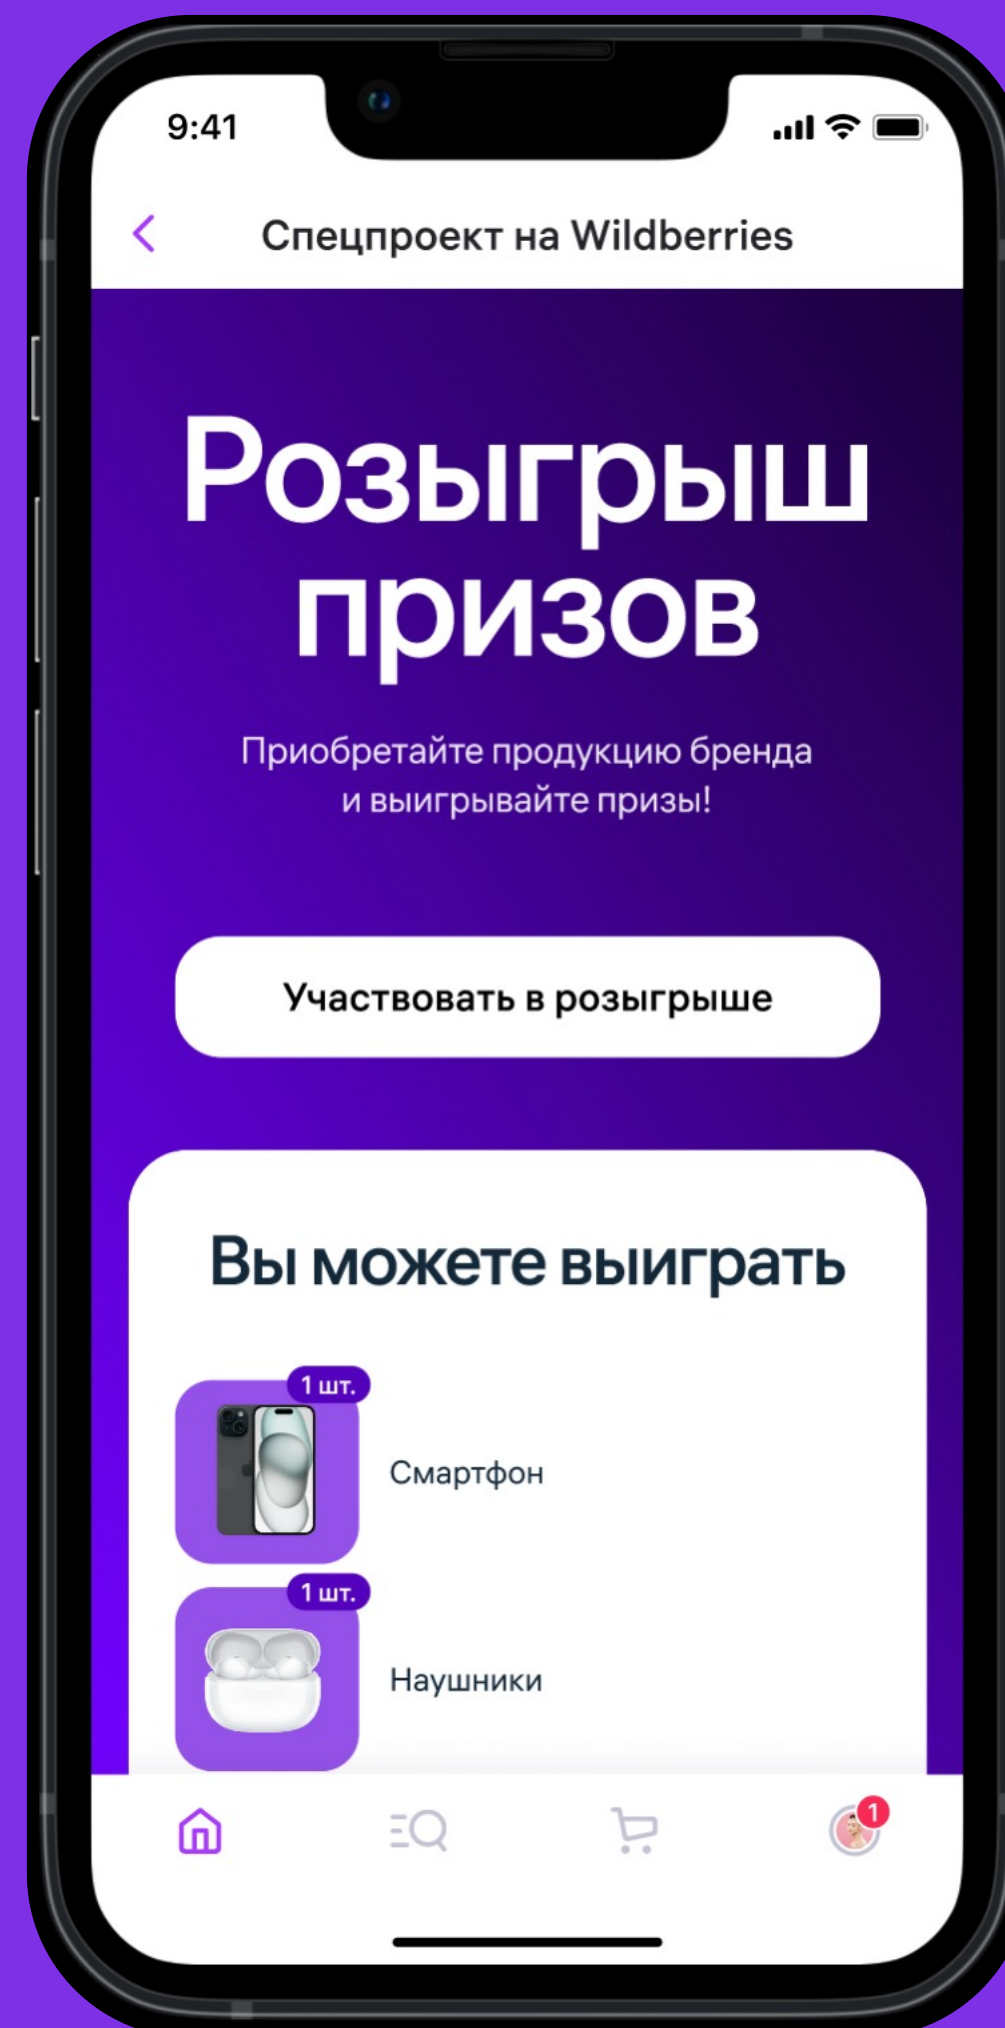 9:41
Спецпроект на Wildberries
Розыгрыш
призов
Приобретайте продукцию бренда
и выигрывайте призы!
Участвовать в розыгрыше
Вы можете выиграть
1 шт.
Смартфон
1 шт.
Наушники
1